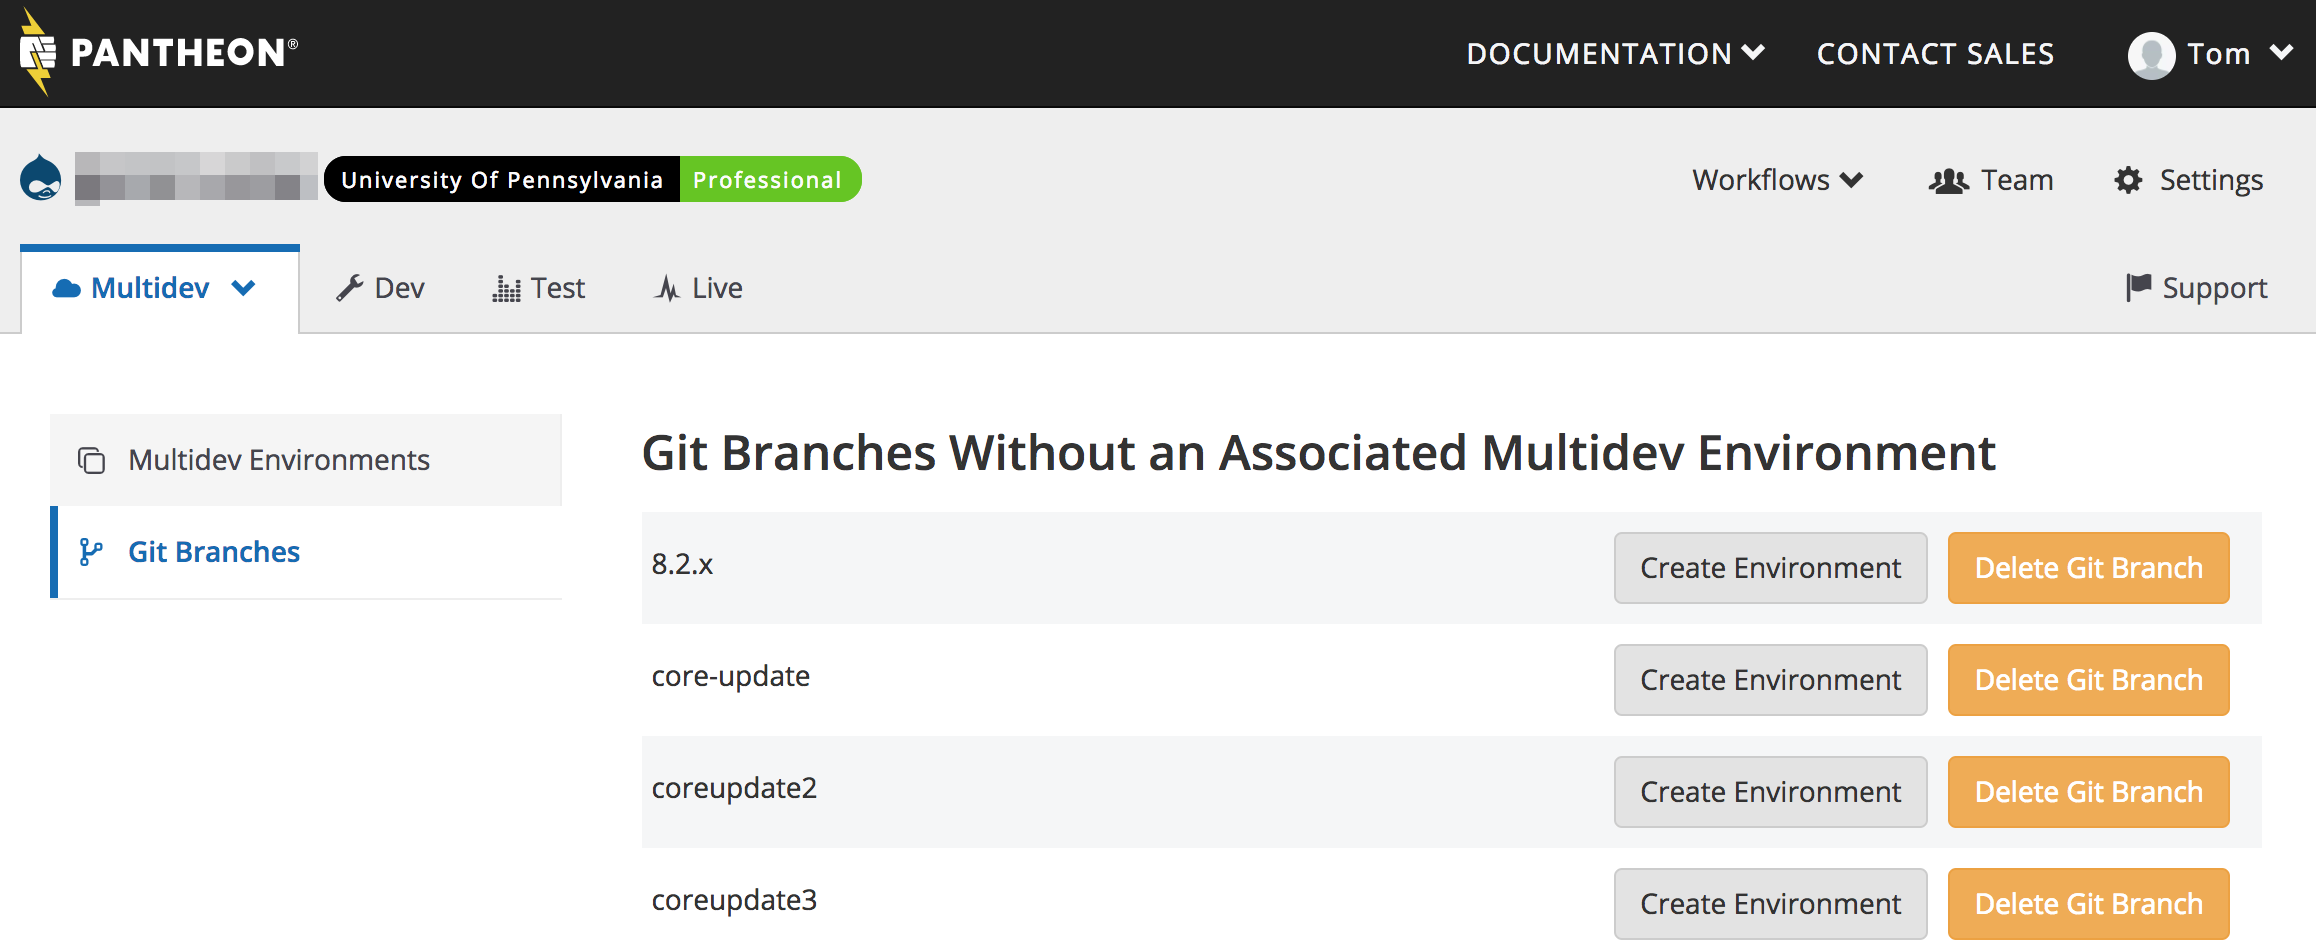 PANTHEON®
DOCUMENTATION CONTACT SALES Tom
University Of Pennsylvania Professional
Workflows Team Settings
Multidev Dev Test Live Support
Multidev Environments
Git Branches
Git Branches Without an Associated Multidev Environment
8.2.x Create Environment Delete Git Branch
core-update Create Environment Delete Git Branch
coreupdate2 Create Environment Delete Git Branch
coreupdate3 Create Environment Delete Git Branch